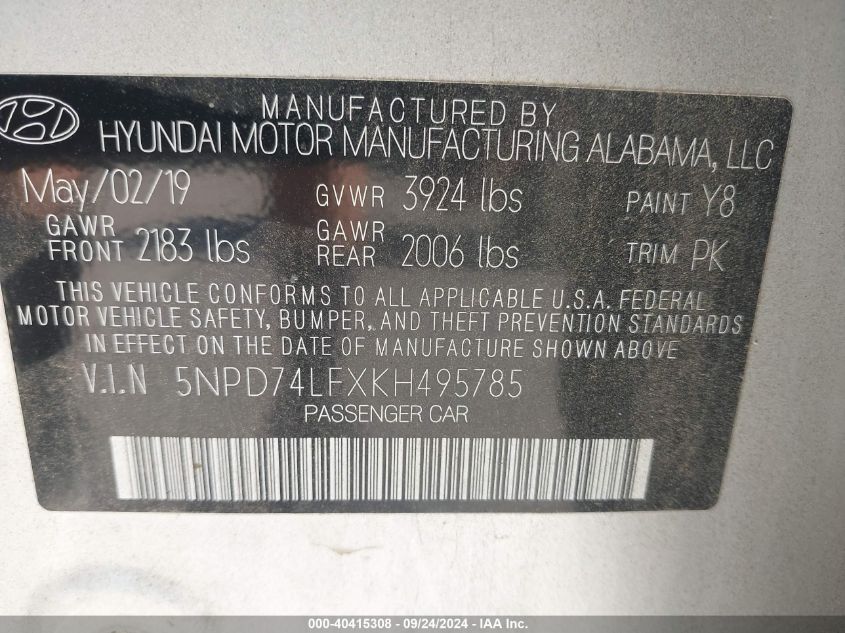 MANUFACTURED BY
HYUNDAI MOTOR MANUFACTURING ALABAMA, LLC
May/02/19 GVWR 3924 lbs PAINT Y8
GAWR FRONT 2183 lbs GAWR REAR 2006 lbs TRIM PK
THIS VEHICLE CONFORMS TO ALL APPLICABLE U.S.A. FEDERAL
MOTOR VEHICLE SAFETY, BUMPER, AND THEFT PREVENTION STANDARDS
IN EFFECT ON THE DATE OF MANUFACTURE SHOWN ABOVE.
V.I.N 5NPD74LFXKH495785
PASSENGER CAR
000-40415308 - 09/24/2024 - IAA, Inc.